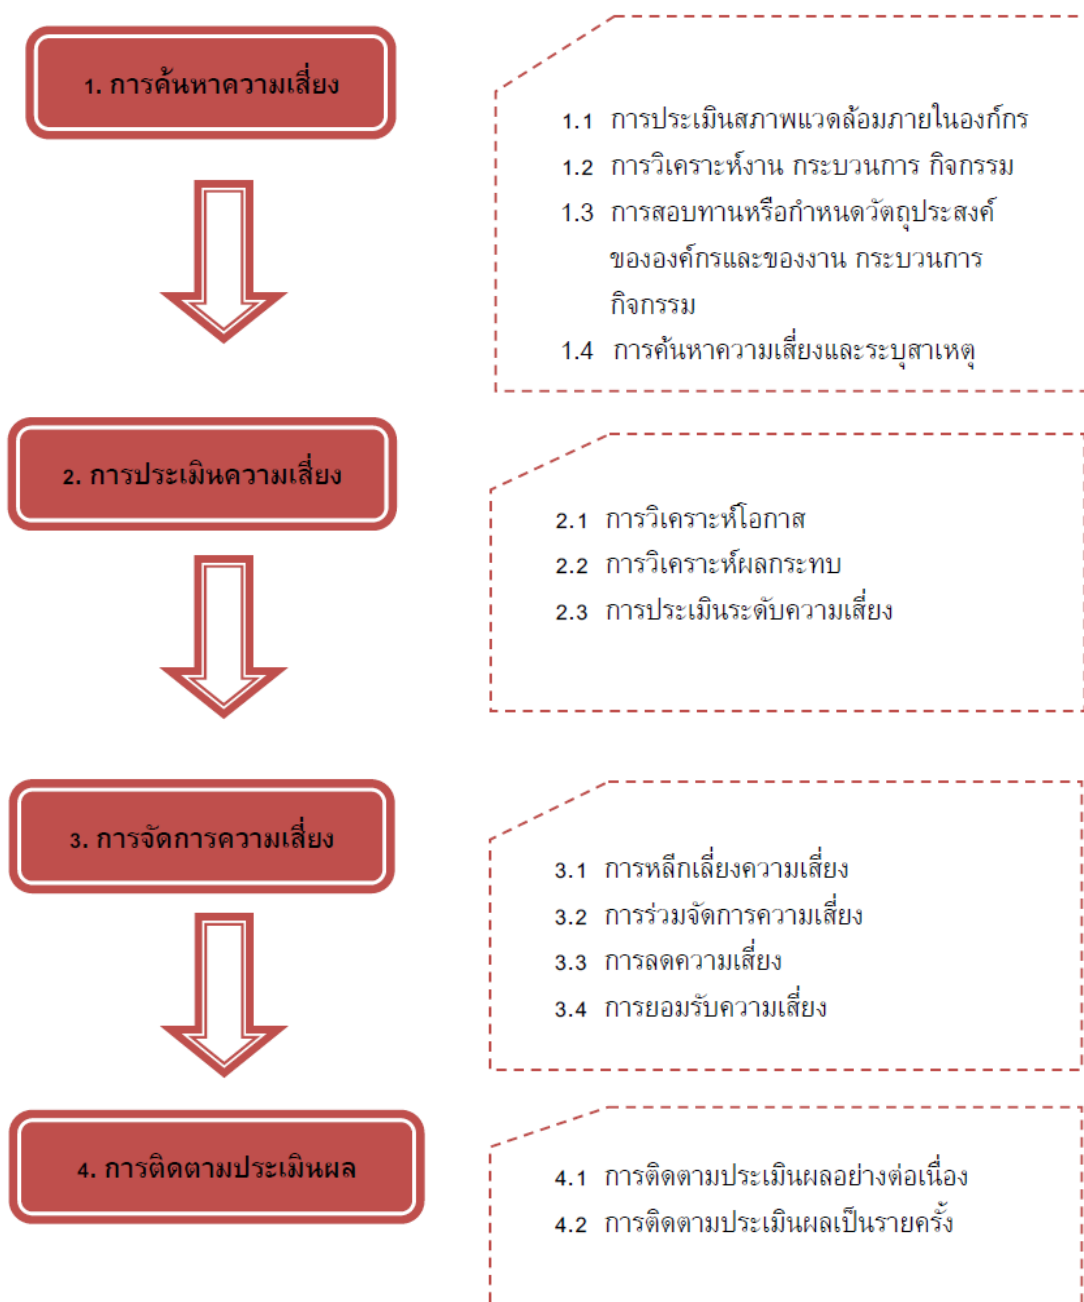 1. การค้นหาความเสี่ยง
1.1 การประเมินสภาพแวดล้อมภายในองค์กร
1.2 การวิเคราะห์งาน กระบวนการ กิจกรรม
1.3 การสอบทานหรือกำหนดวัตถุประสงค์
ขององค์กรและของงาน กระบวนการ
กิจกรรม
1.4 การค้นหาความเสี่ยงและระบุสาเหตุ
2. การประเมินความเสี่ยง
2.1 การวิเคราะห์โอกาส
2.2 การวิเคราะห์ผลกระทบ
2.3 การประเมินระดับความเสี่ยง
3. การจัดการความเสี่ยง
3.1 การหลีกเลี่ยงความเสี่ยง
3.2 การร่วมจัดการความเสี่ยง
3.3 การลดความเสี่ยง
3.4 การยอมรับความเสี่ยง
4. การติดตามประเมินผล
4.1 การติดตามประเมินผลอย่างต่อเนื่อง
4.2 การติดตามประเมินผลเป็นรายครั้ง